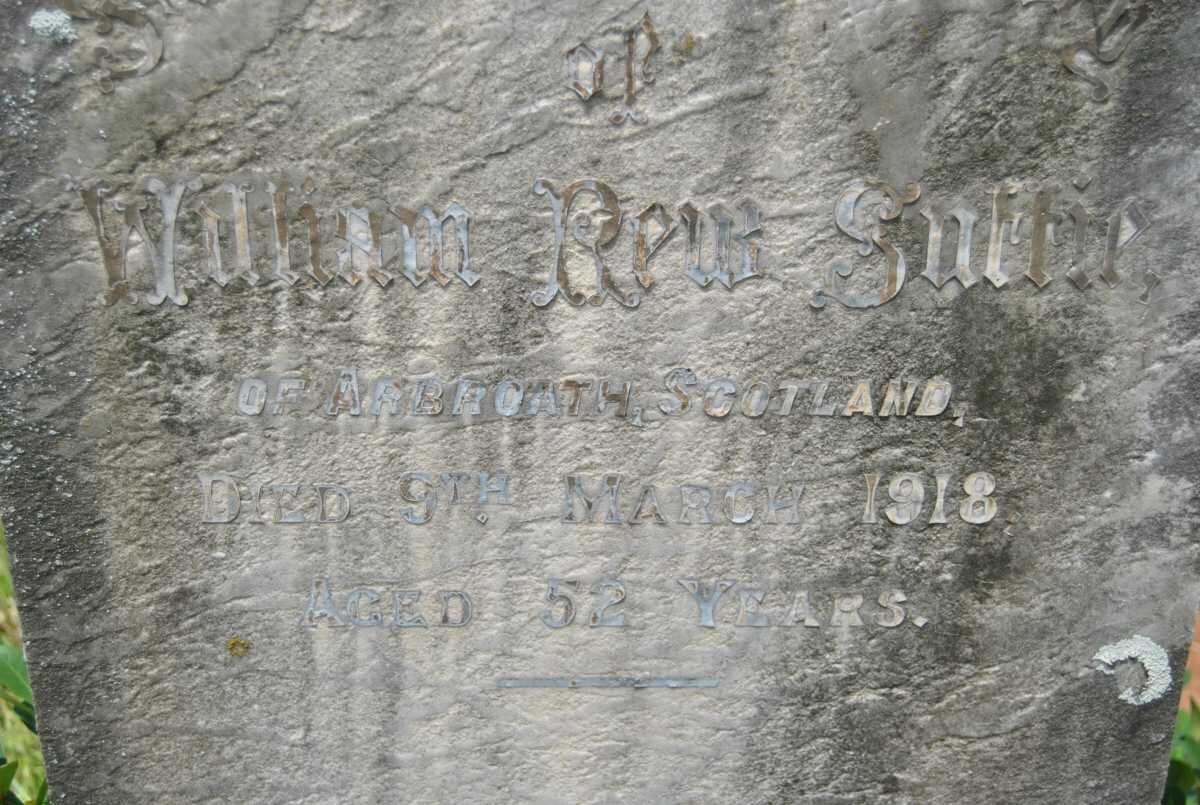 of
William Rew Suttie,
OF ARBROATH, SCOTLAND,
DIED 9TH MARCH 1918
AGED 52 YEARS.